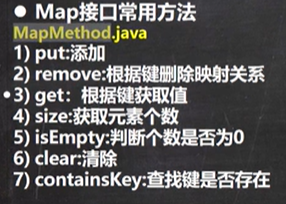 ● Map接口常用方法
MapMethod.java
1) put:添加
2) remove:根据键删除映射关系
3) get：根据键获取值
4) size:获取元素个数
5) isEmpty:判断个数是否为0
6) clear:清除
7) containsKey:查找键是否存在